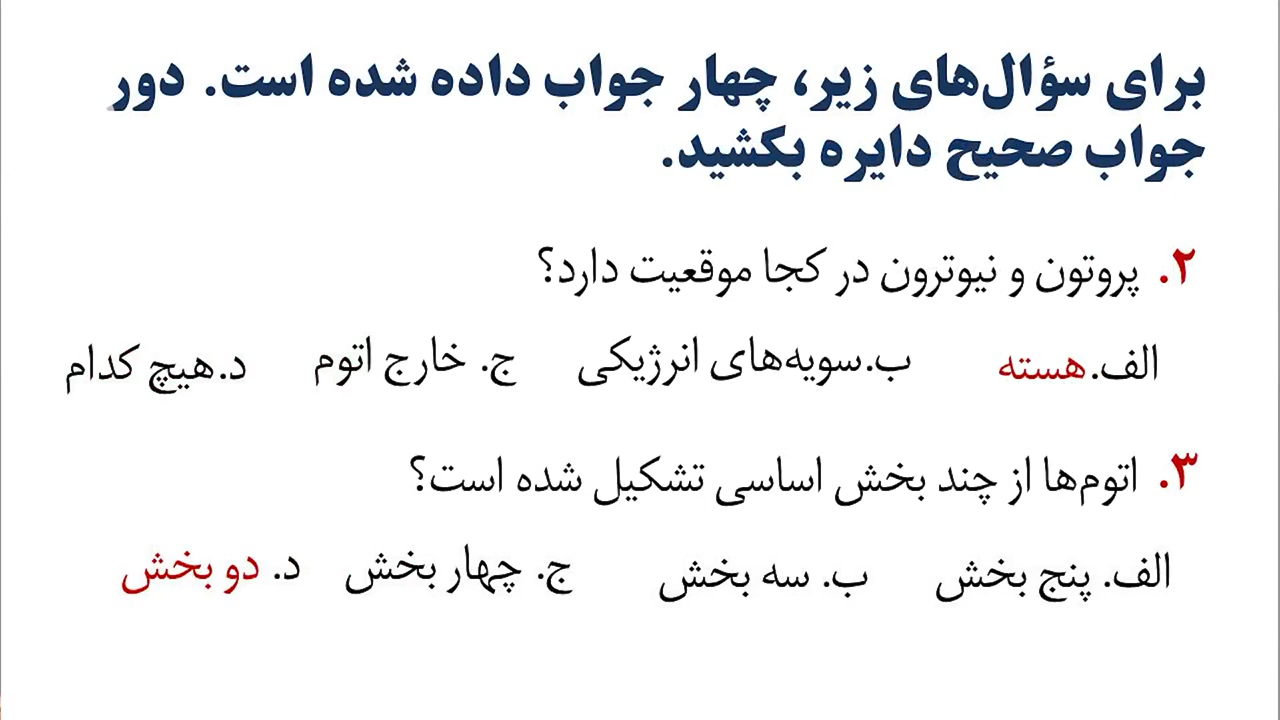 برای سؤال‌های زیر، چهار جواب داده شده است. دور
جواب صحیح دایره بکشید.
۲. پروتون و نیوترون در کجا موقعیت دارد؟
الف.هسته ب.سویه‌های انرژیکی ج. خارج اتوم د.هیچ کدام
۳. اتوم‌ها از چند بخش اساسی تشکیل شده است؟
الف. پنج بخش ب. سه بخش ج. چهار بخش د. دو بخش